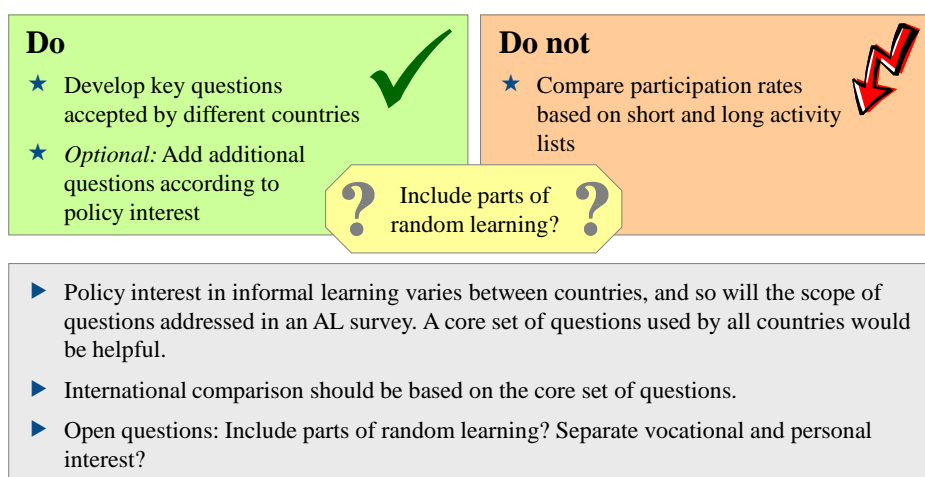 Do
★ Develop key questions
accepted by different countries
★ Optional: Add additional
questions according to
policy interest
Do not
★ Compare participation rates
based on short and long activity
lists
? Include parts of ?
random learning?
▶ Policy interest in informal learning varies between countries, and so will the scope of
questions addressed in an AL survey. A core set of questions used by all countries would
be helpful.
▶ International comparison should be based on the core set of questions.
▶ Open questions: Include parts of random learning? Separate vocational and personal
interest?